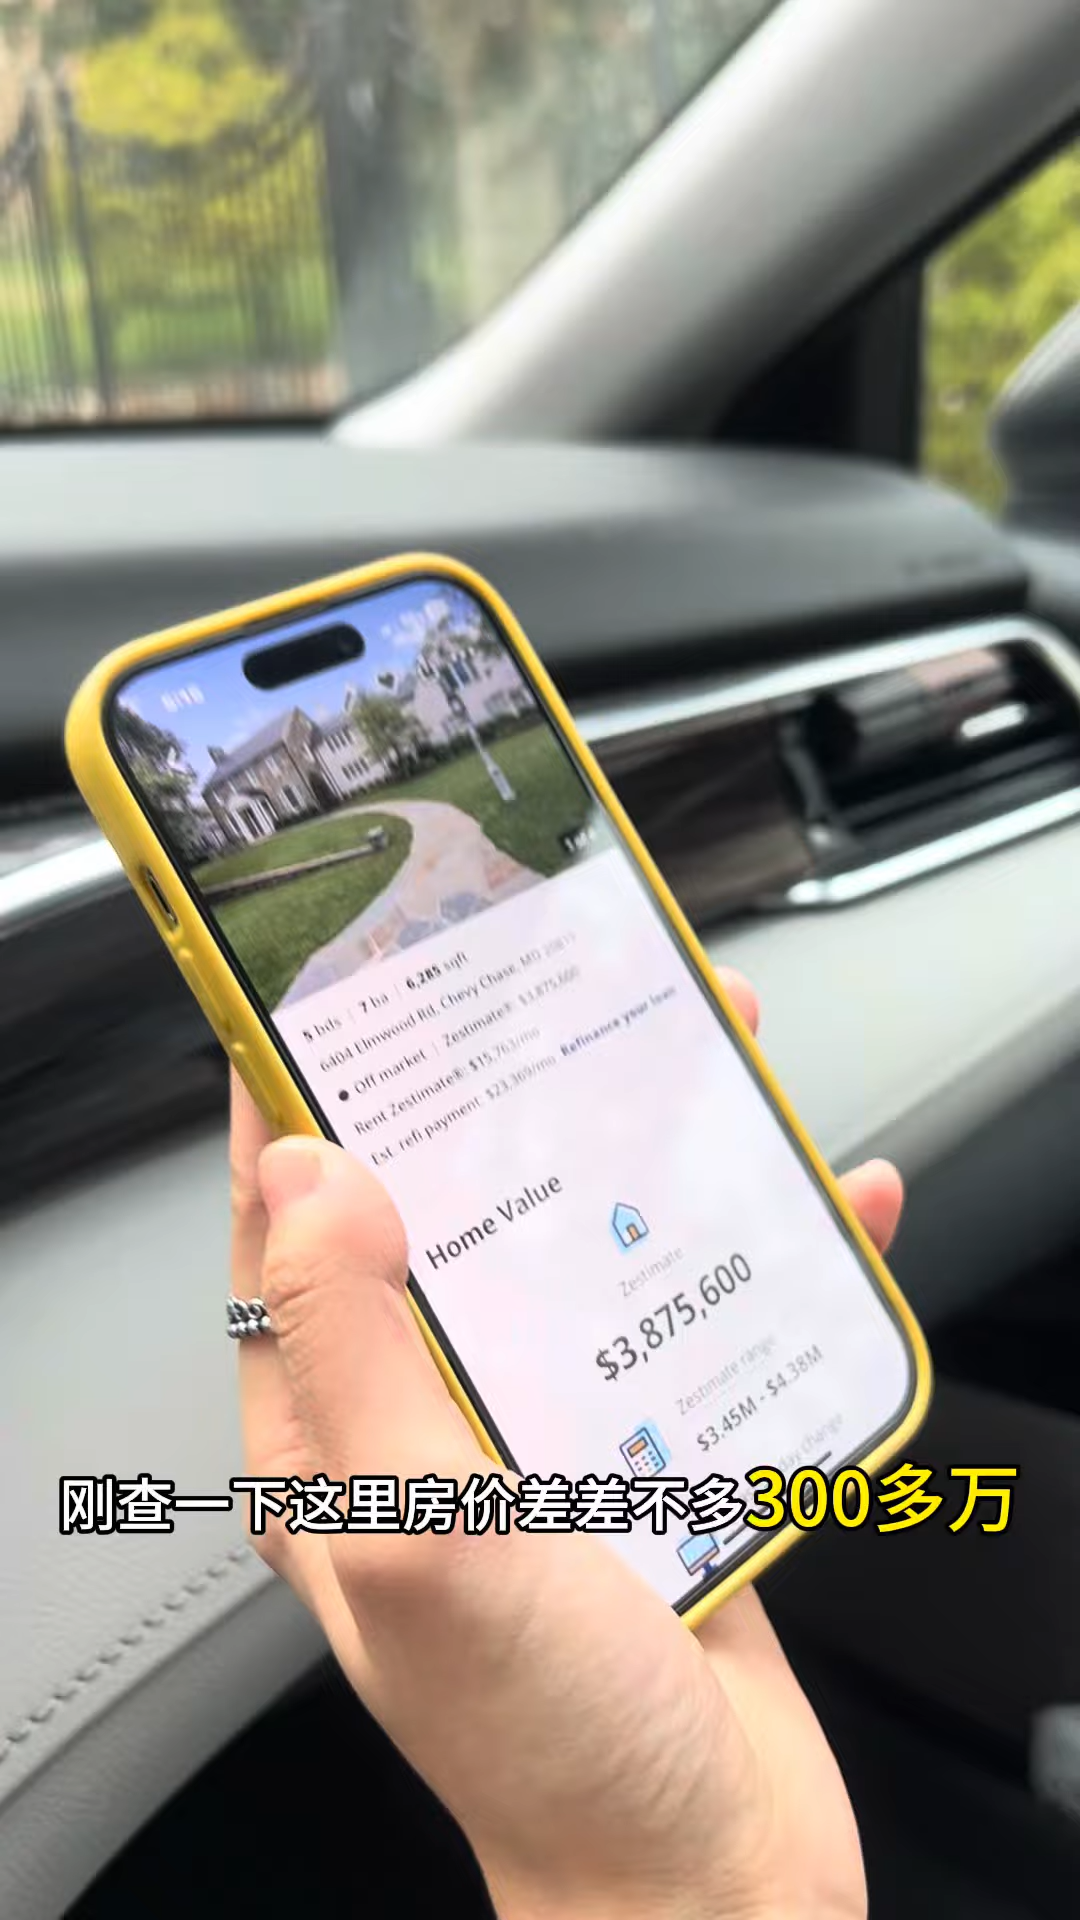 5 bds | 7 ba | 6,285 sqft
6404 Elmwood Rd, Chevy Chase, MD 20815
● Off market | Zestimate®: $3,875,600
Rent Zestimate®: $15,763/mo
Est. refi payment: $23,369/mo Refinance your loan
Home Value
Zestimate
$3,875,600
Zestimate range
$3.45M - $4.38M
day change
刚查一下这里房价差差不多300多万